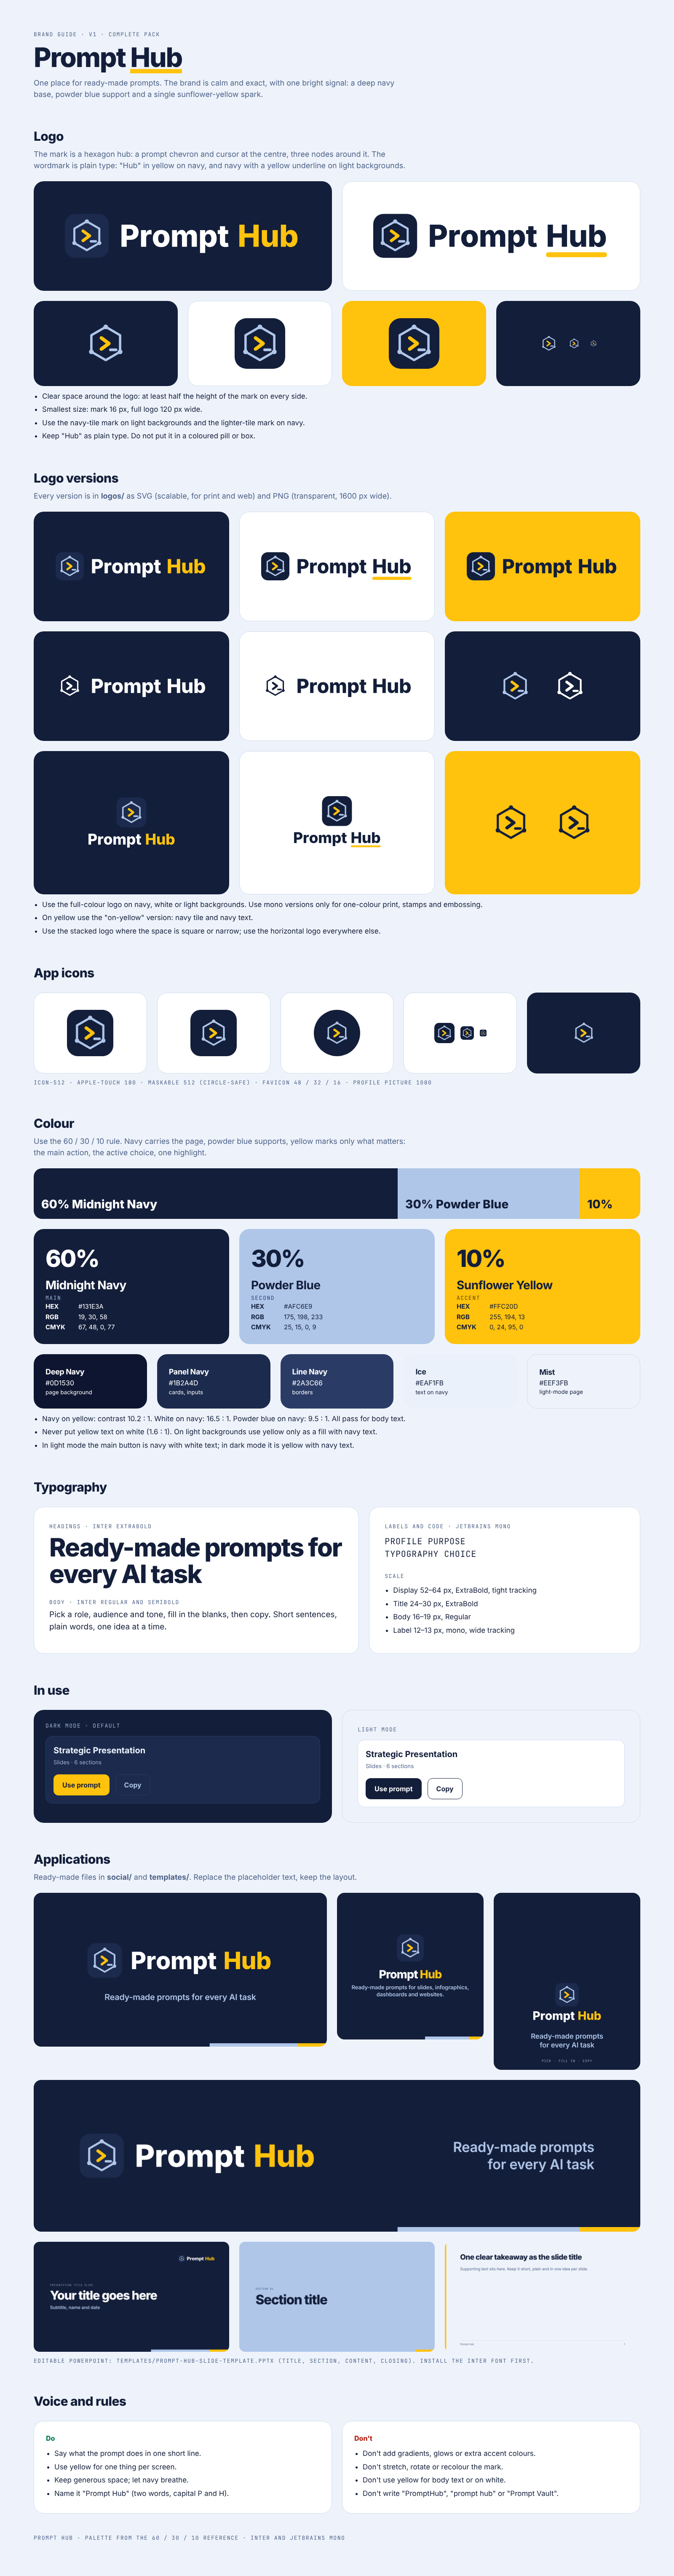 BRAND GUIDE · V1 · COMPLETE PACK
Prompt Hub
One place for ready-made prompts. The brand is calm and exact, with one bright signal: a deep navy
base, powder blue support and a single sunflower-yellow spark.
Logo
The mark is a hexagon hub: a prompt chevron and cursor at the centre, three nodes around it. The
wordmark is plain type: "Hub" in yellow on navy, and navy with a yellow underline on light backgrounds.
Prompt Hub
Prompt Hub
• Clear space around the logo: at least half the height of the mark on every side.
• Smallest size: mark 16 px, full logo 120 px wide.
• Use the navy-tile mark on light backgrounds and the lighter-tile mark on navy.
• Keep "Hub" as plain type. Do not put it in a coloured pill or box.
Logo versions
Every version is in logos/ as SVG (scalable, for print and web) and PNG (transparent, 1600 px wide).
Prompt Hub
Prompt Hub
Prompt Hub
Prompt Hub
Prompt Hub
Prompt Hub
Prompt Hub
• Use the full-colour logo on navy, white or light backgrounds. Use mono versions only for one-colour print, stamps and embossing.
• On yellow use the "on-yellow" version: navy tile and navy text.
• Use the stacked logo where the space is square or narrow; use the horizontal logo everywhere else.
App icons
ICON-512 · APPLE-TOUCH 180 · MASKABLE 512 (CIRCLE-SAFE) · FAVICON 48 / 32 / 16 · PROFILE PICTURE 1080
Colour
Use the 60 / 30 / 10 rule. Navy carries the page, powder blue supports, yellow marks only what matters:
the main action, the active choice, one highlight.
60% Midnight Navy
30% Powder Blue
10%
60%
Midnight Navy
MAIN
HEX #131E3A
RGB 19, 30, 58
CMYK 67, 48, 0, 77
30%
Powder Blue
SECOND
HEX #AFC6E9
RGB 175, 198, 233
CMYK 25, 15, 0, 9
10%
Sunflower Yellow
ACCENT
HEX #FFC20D
RGB 255, 194, 13
CMYK 0, 24, 95, 0
Deep Navy
#0D1530
page background
Panel Navy
#1B2A4D
cards, inputs
Line Navy
#2A3C66
borders
Ice
#EAF1FB
text on navy
Mist
#EEF3FB
light-mode page
• Navy on yellow: contrast 10.2 : 1. White on navy: 16.5 : 1. Powder blue on navy: 9.5 : 1. All pass for body text.
• Never put yellow text on white (1.6 : 1). On light backgrounds use yellow only as a fill with navy text.
• In light mode the main button is navy with white text; in dark mode it is yellow with navy text.
Typography
HEADINGS · INTER EXTRABOLD
Ready-made prompts for
every AI task
BODY · INTER REGULAR AND SEMIBOLD
Pick a role, audience and tone, fill in the blanks, then copy. Short sentences,
plain words, one idea at a time.
LABELS AND CODE · JETBRAINS MONO
PROFILE PURPOSE
TYPOGRAPHY CHOICE
SCALE
• Display 52–64 px, ExtraBold, tight tracking
• Title 24–30 px, ExtraBold
• Body 16–19 px, Regular
• Label 12–13 px, mono, wide tracking
In use
DARK MODE · DEFAULT
Strategic Presentation
Slides · 6 sections
Use prompt
Copy
LIGHT MODE
Strategic Presentation
Slides · 6 sections
Use prompt
Copy
Applications
Ready-made files in social/ and templates/. Replace the placeholder text, keep the layout.
Prompt Hub
Ready-made prompts for every AI task
Prompt Hub
Ready-made prompts for slides, infographics,
dashboards and websites.
Prompt Hub
Ready-made prompts
for every AI task
PICK · FILL IN · COPY
Prompt Hub
Ready-made prompts
for every AI task
Prompt Hub
Your title goes here
Subtitle, name and date
Section title
One clear takeaway as the slide title
Supporting text sits here. Keep it short, plain and in one idea per slide.
EDITABLE POWERPOINT: TEMPLATES/PROMPT-HUB-SLIDE-TEMPLATE.PPTX (TITLE, SECTION, CONTENT, CLOSING). INSTALL THE INTER FONT FIRST.
Voice and rules
Do
• Say what the prompt does in one short line.
• Use yellow for one thing per screen.
• Keep generous space; let navy breathe.
• Name it "Prompt Hub" (two words, capital P and H).
Don't
• Don't add gradients, glows or extra accent colours.
• Don't stretch, rotate or recolour the mark.
• Don't use yellow for body text or on white.
• Don't write "PromptHub", "prompt hub" or "Prompt Vault".
PROMPT HUB · PALETTE FROM THE 60 / 30 / 10 REFERENCE · INTER AND JETBRAINS MONO